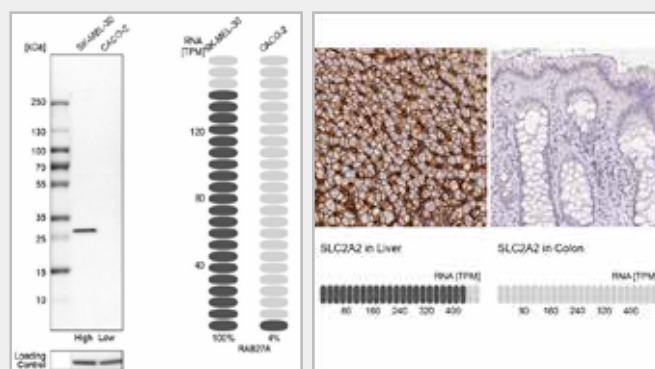 SK-MEL-30
CACO-2
[kDa]
250
130
100
70
55
35
25
15
10
High Low
Loading
Control
RNA
[TPM]
SK-MEL-30
CACO-2
120
80
40
100% 4%
RAB27A
SLC2A2 in Liver
RNA [TPM]
80 160 240 320 400
SLC2A2 in Colon
RNA [TPM]
80 160 240 320 400